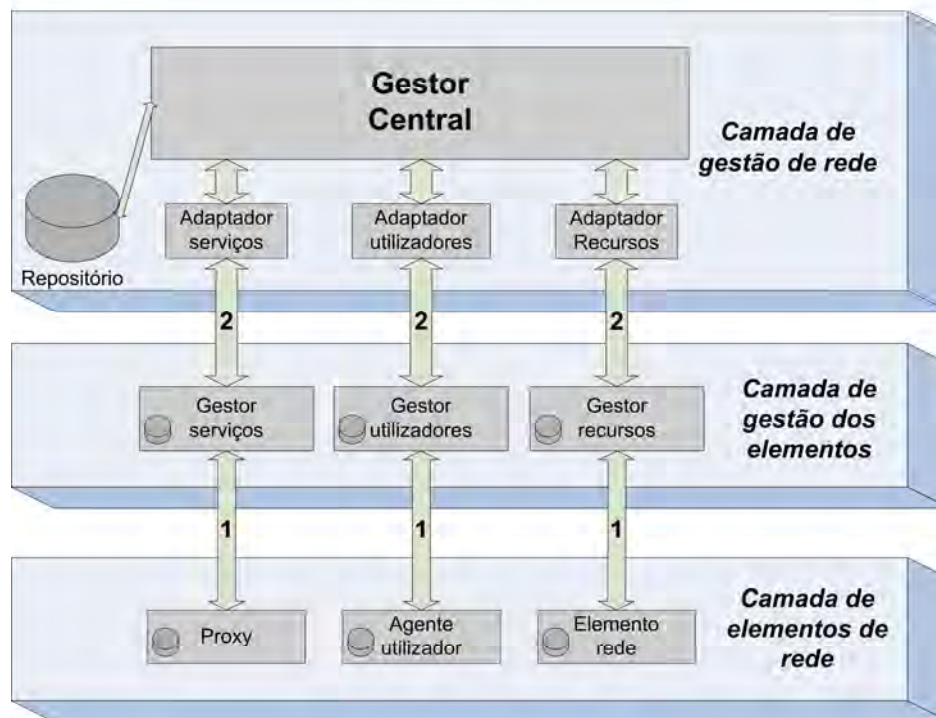 Gestor
Central
Camada de
gestão de rede
Adaptador
serviços
Adaptador
utilizadores
Adaptador
Recursos
Repositório
2
2
2
Gestor
serviços
Gestor
utilizadores
Gestor
recursos
Camada de
gestão dos
elementos
1
1
1
Proxy
Agente
utilizador
Elemento
rede
Camada de
elementos de
rede